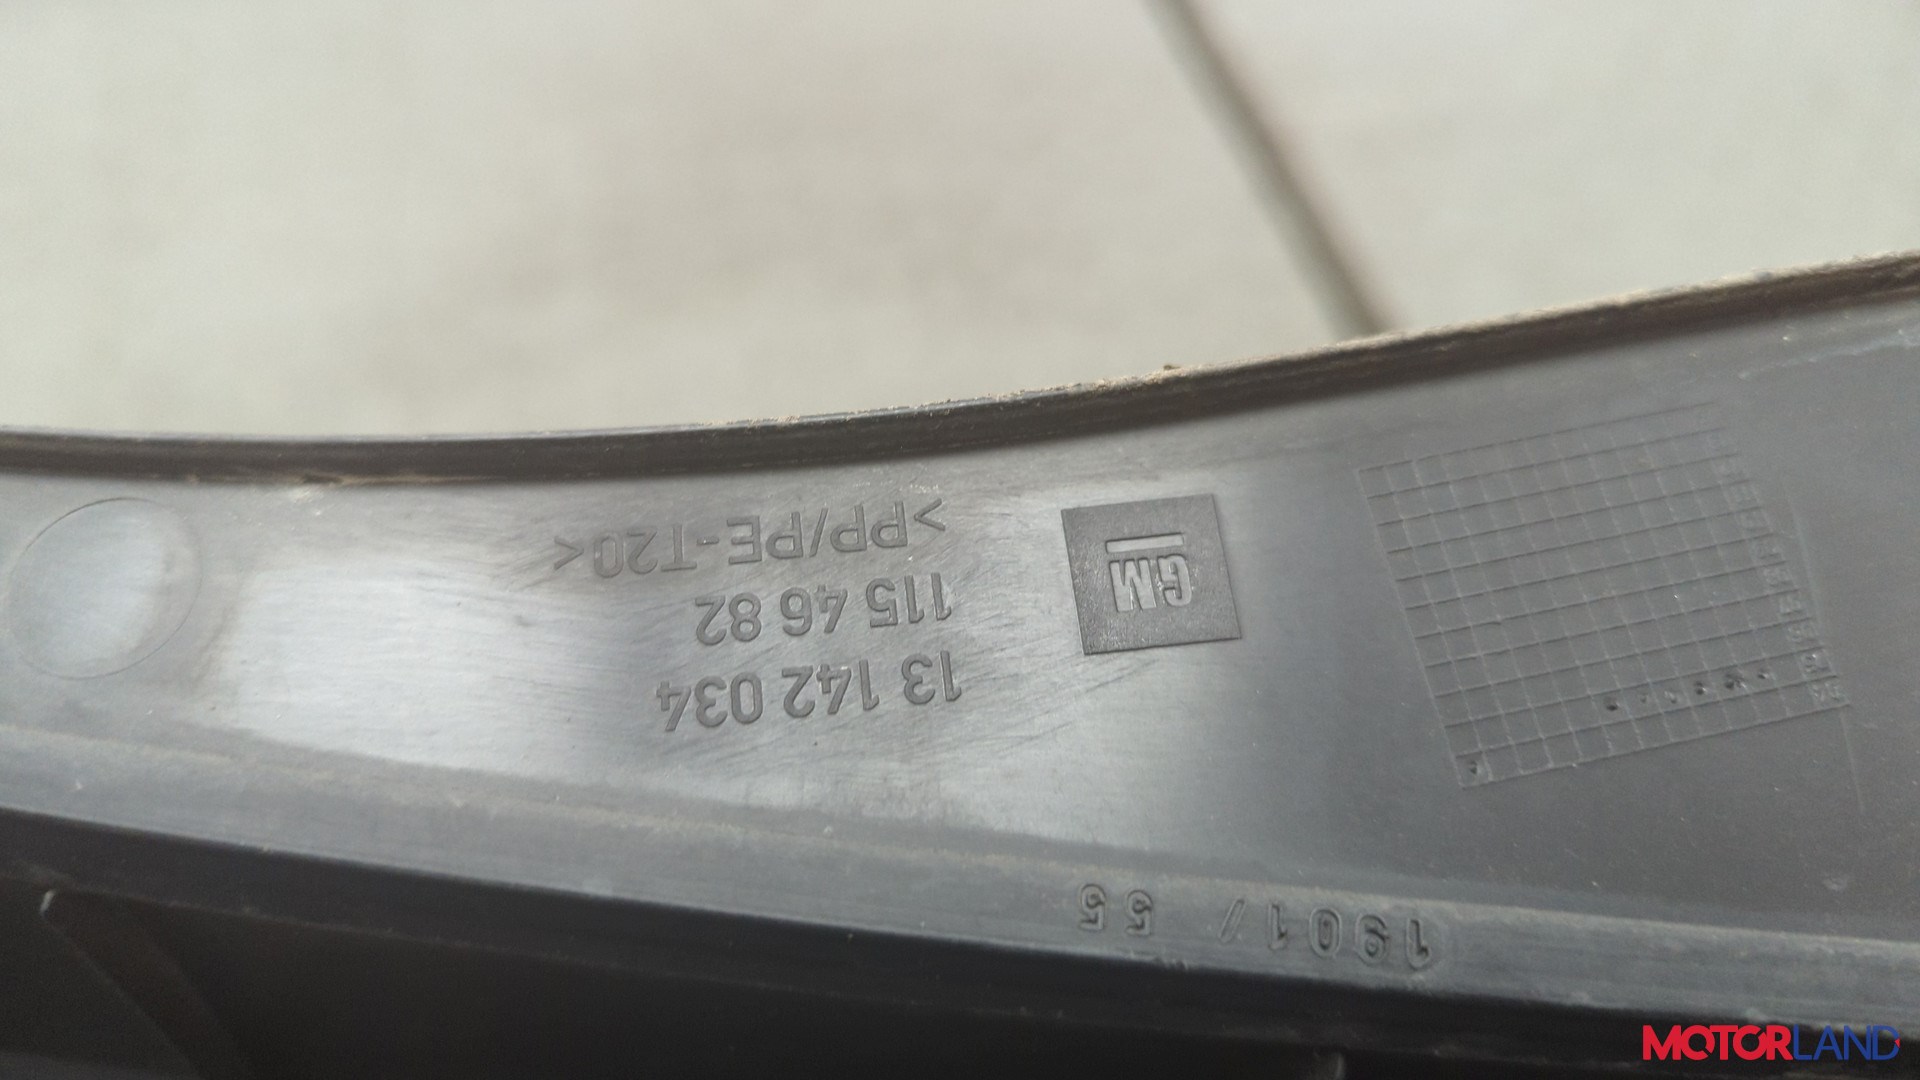 13 142 034
115 46 82
>PP/PE-T20<
GM
1901/ 55
MOTORLAND